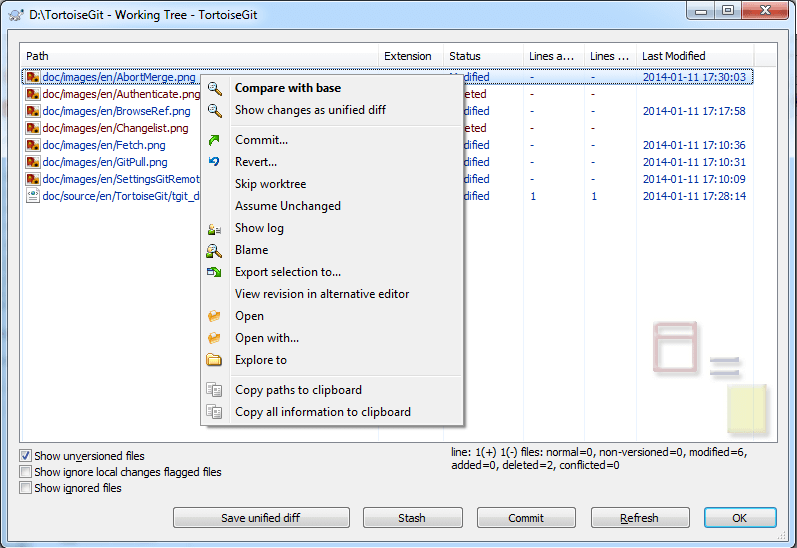 D:\TortoiseGit - Working Tree - TortoiseGit
Path Extension Status Lines a... Lines ... Last Modified
doc/images/en/AbortMerge.png Modified - - 2014-01-11 17:30:03
doc/images/en/Authenticate.png eted - -
doc/images/en/BrowseRef.png dified - - 2014-01-11 17:17:58
doc/images/en/Changelist.png eted - -
doc/images/en/Fetch.png dified - - 2014-01-11 17:10:36
doc/images/en/GitPull.png dified - - 2014-01-11 17:10:31
doc/images/en/SettingsGitRemot dified - - 2014-01-11 17:10:09
doc/source/en/TortoiseGit/tgit_d dified 1 1 2014-01-11 17:28:14
Compare with base
Show changes as unified diff
Commit...
Revert...
Skip worktree
Assume Unchanged
Show log
Blame
Export selection to...
View revision in alternative editor
Open
Open with...
Explore to
Copy paths to clipboard
Copy all information to clipboard
Show unversioned files
Show ignore local changes flagged files
Show ignored files
line: 1(+) 1(-) files: normal=0, non-versioned=0, modified=6,
added=0, deleted=2, conflicted=0
Save unified diff Stash Commit Refresh OK